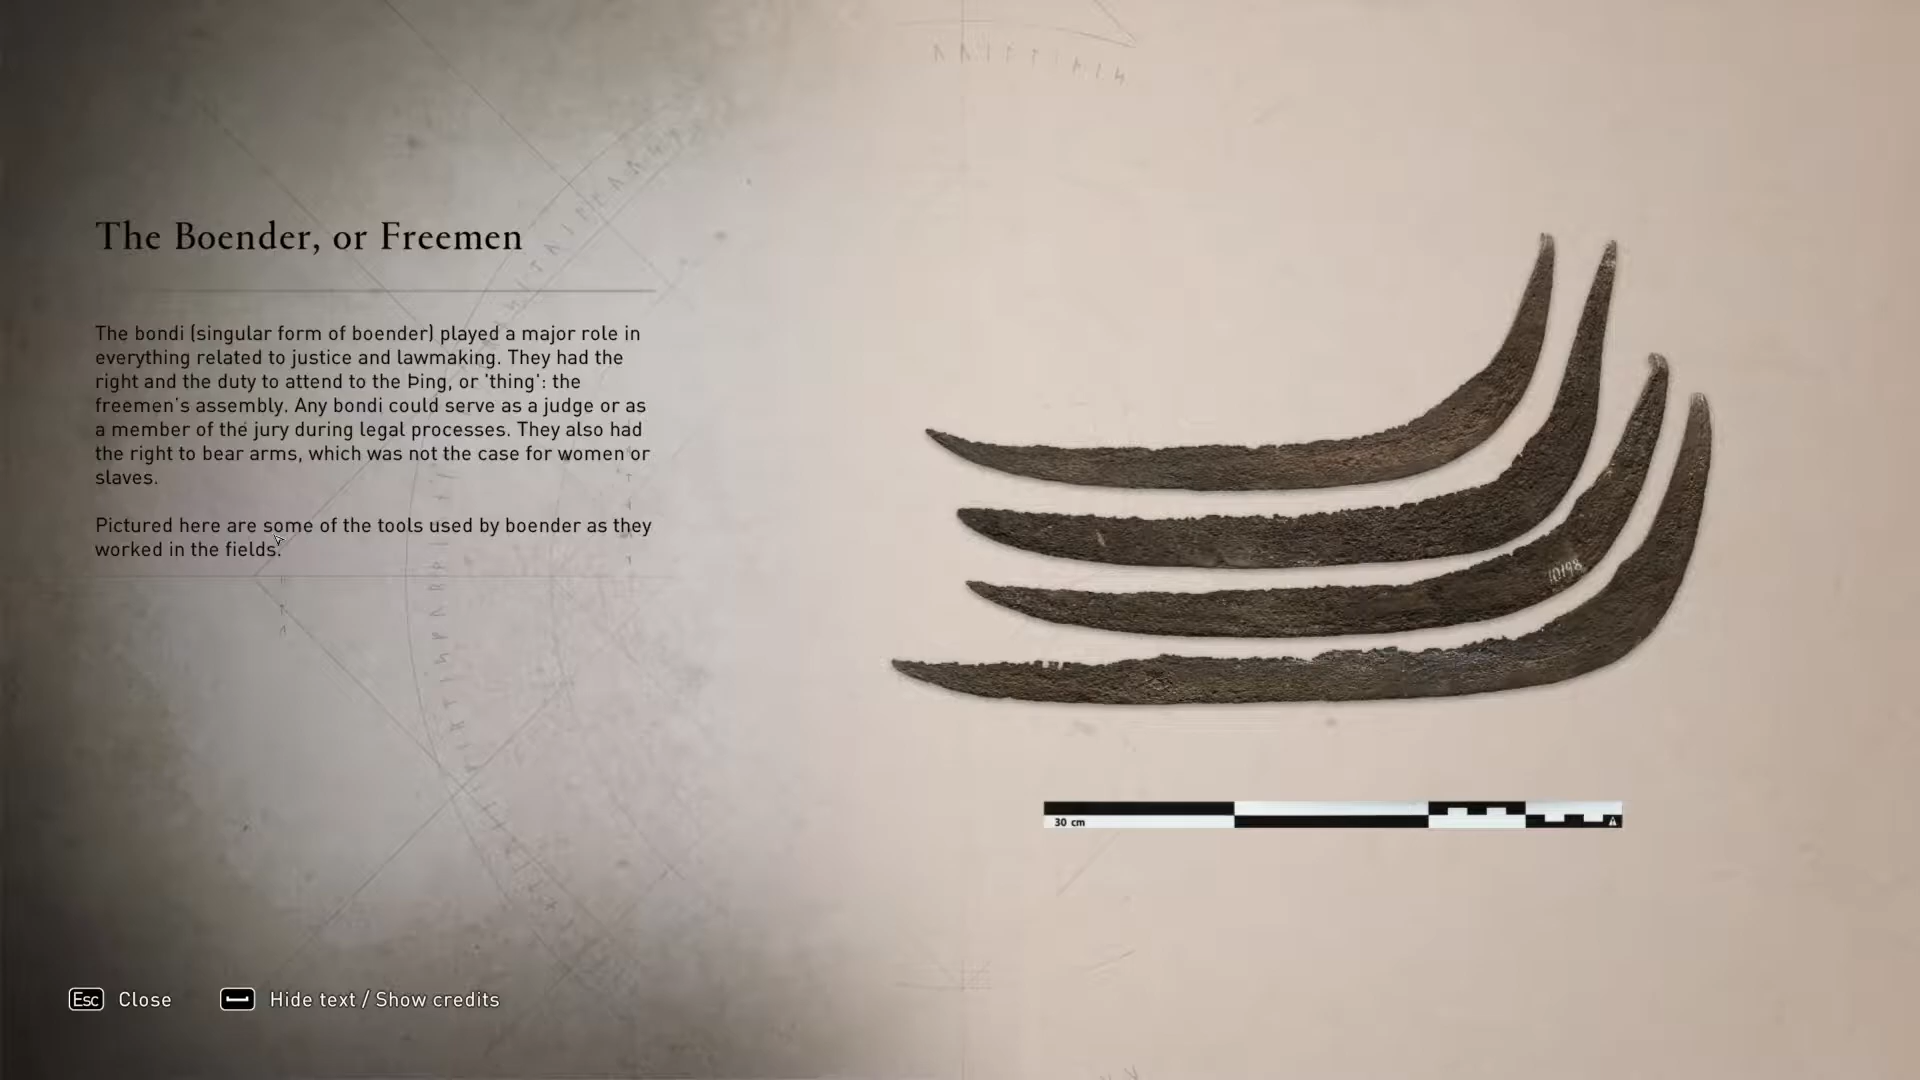 The Boender, or Freemen
The bondi (singular form of boender) played a major role in
everything related to justice and lawmaking. They had the
right and the duty to attend to the Þing, or 'thing': the
freemen's assembly. Any bondi could serve as a judge or as
a member of the jury during legal processes. They also had
the right to bear arms, which was not the case for women or
slaves.
Pictured here are some of the tools used by boender as they
worked in the fields.
10198
30 cm
Esc Close
Hide text / Show credits